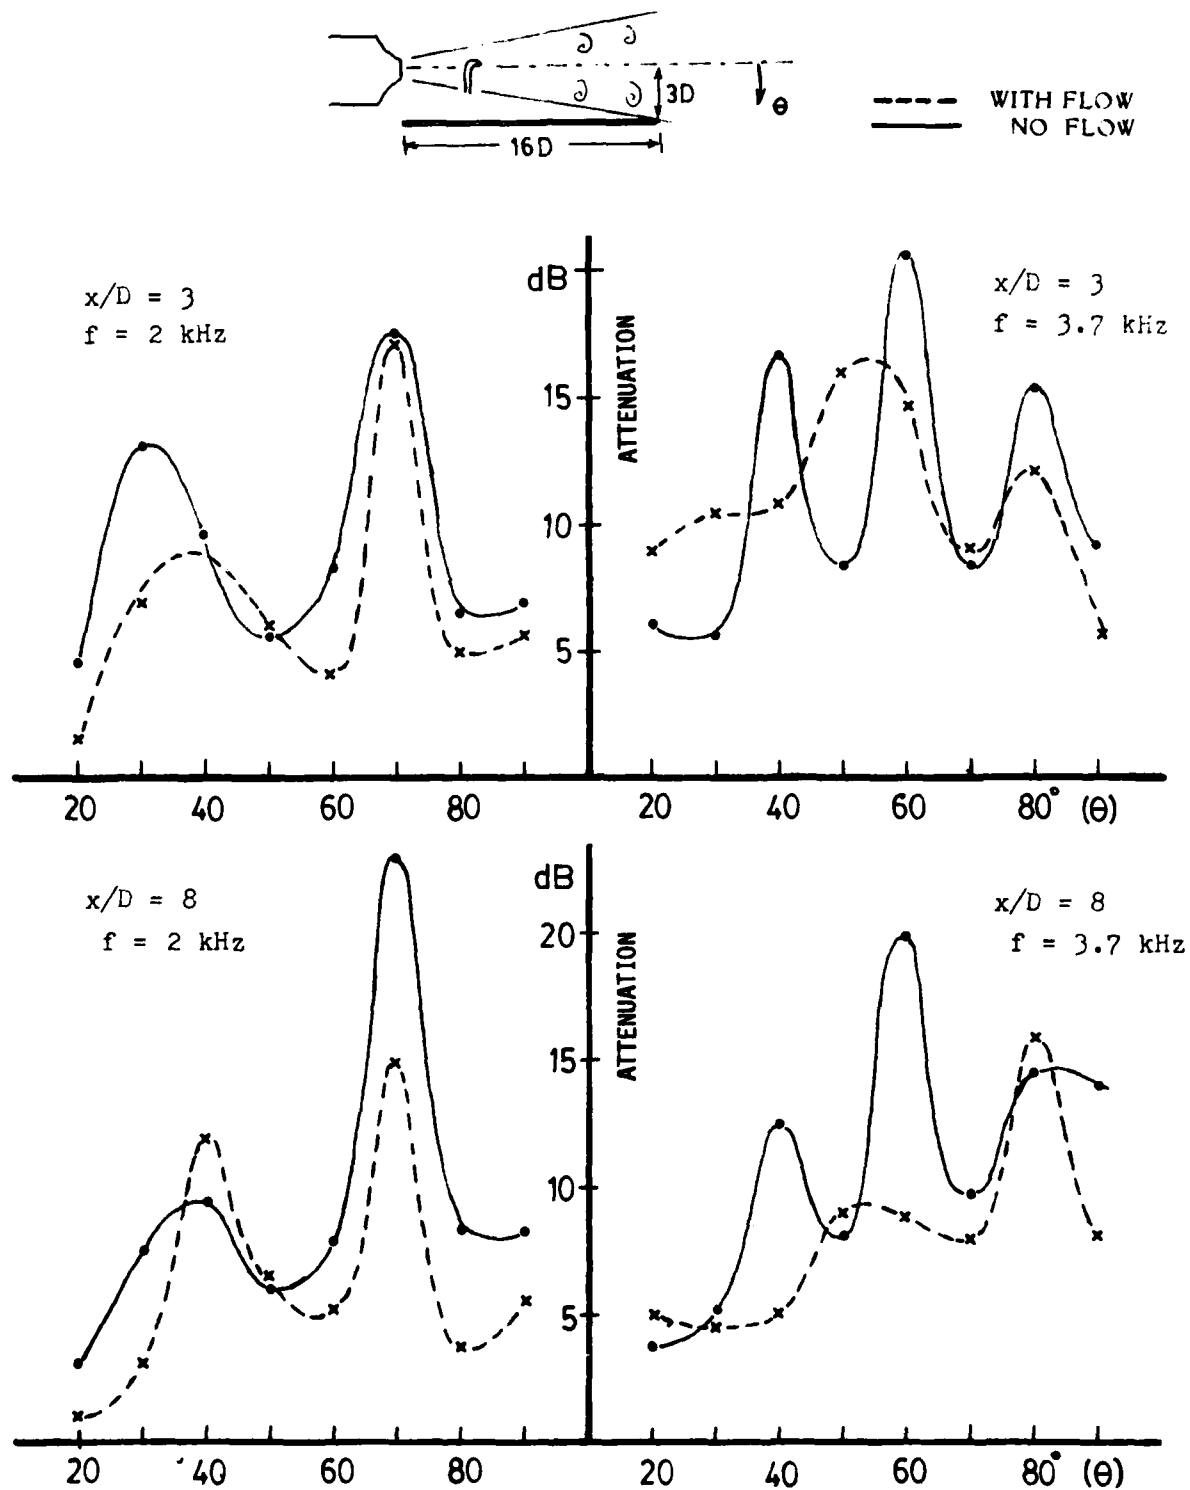 3D
θ
16D
WITH FLOW
NO FLOW
x/D = 3
f = 2 kHz
dB
ATTENUATION
15
10
5
x/D = 3
f = 3.7 kHz
20 40 60 80
20 40 60 80° (θ)
x/D = 8
f = 2 kHz
dB
20
ATTENUATION
15
10
5
x/D = 8
f = 3.7 kHz
20 40 60 80
20 40 60 80° (θ)